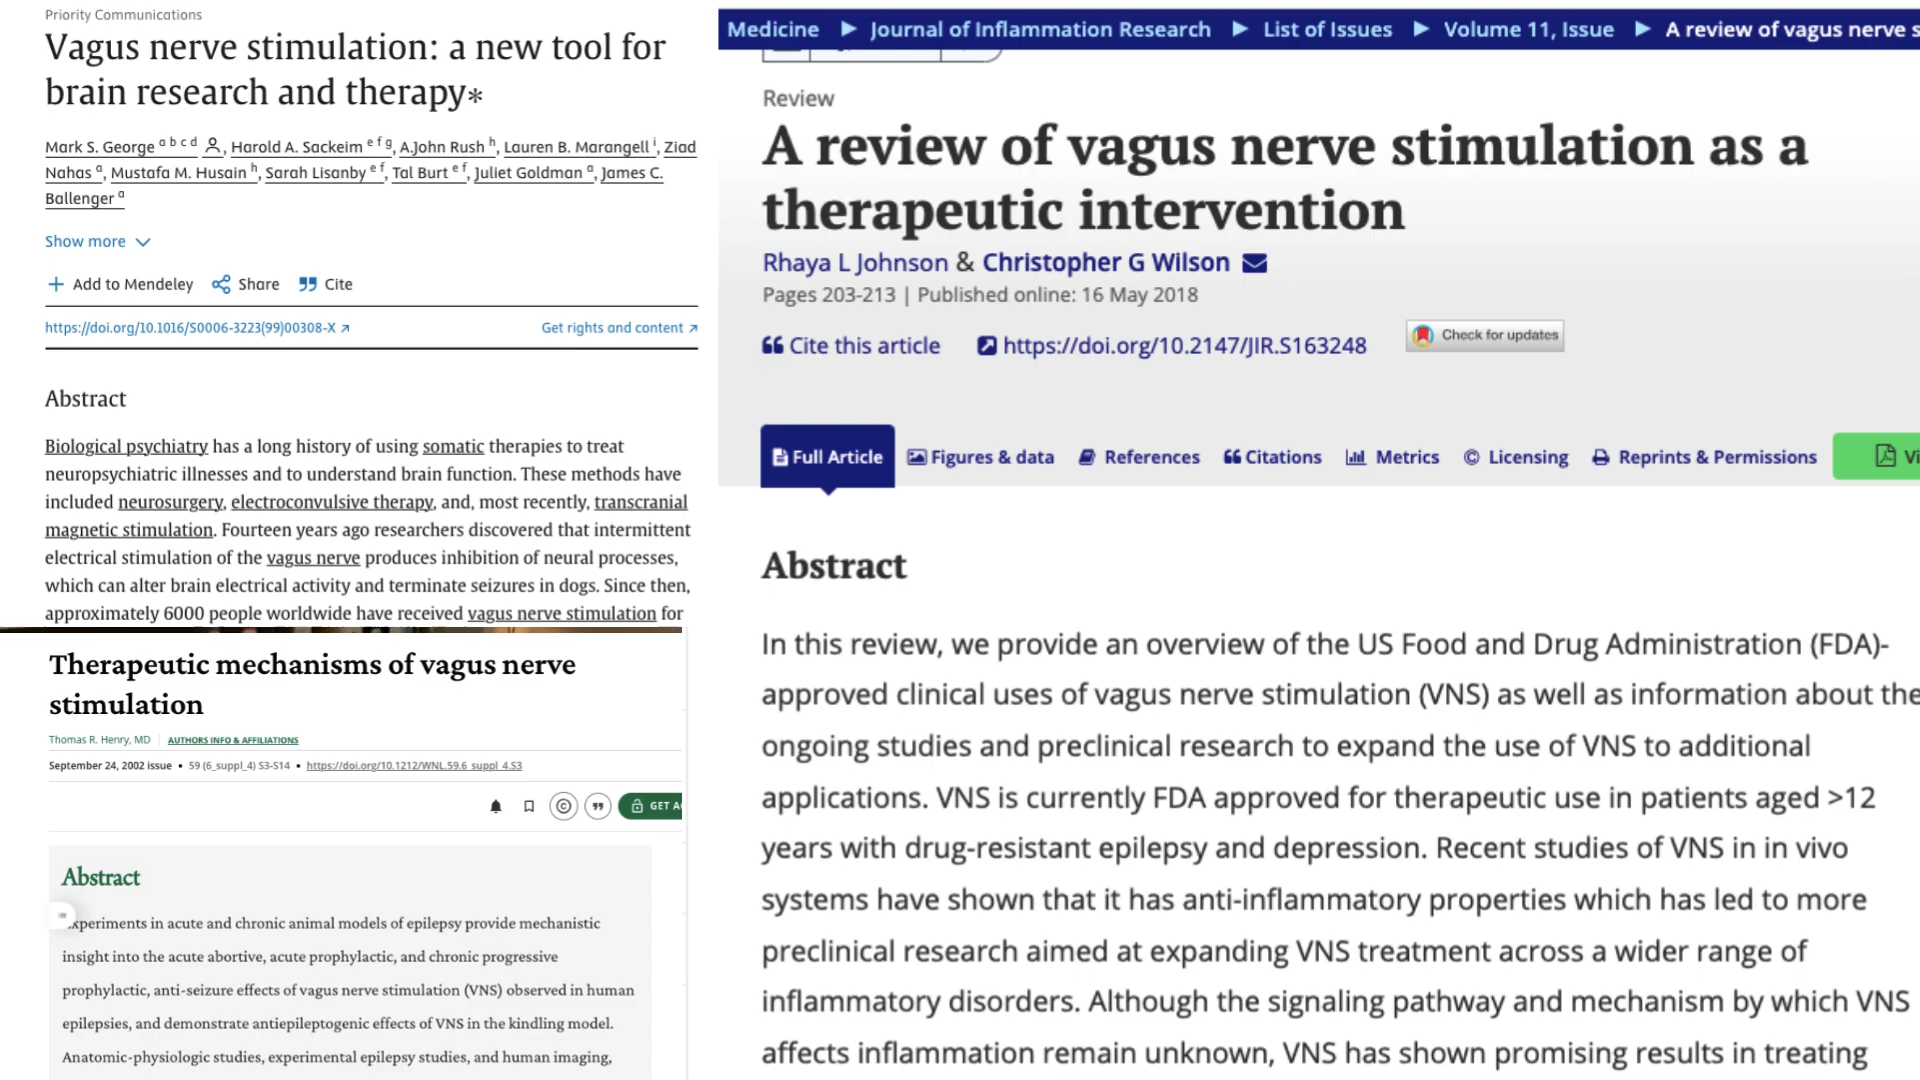 Priority Communications
Vagus nerve stimulation: a new tool for
brain research and therapy*
Mark S. George a b c d, Harold A. Sackeim e f g, A.John Rush h, Lauren B. Marangell i, Ziad
Nahas a, Mustafa M. Husain h, Sarah Lisanby e f, Tal Burt e f, Juliet Goldman a, James C.
Ballenger a
Show more
Add to Mendeley Share Cite
https://doi.org/10.1016/S0006-3223(99)00308-X Get rights and content
Abstract
Biological psychiatry has a long history of using somatic therapies to treat
neuropsychiatric illnesses and to understand brain function. These methods have
included neurosurgery, electroconvulsive therapy, and, most recently, transcranial
magnetic stimulation. Fourteen years ago researchers discovered that intermittent
electrical stimulation of the vagus nerve produces inhibition of neural processes,
which can alter brain electrical activity and terminate seizures in dogs. Since then,
approximately 6000 people worldwide have received vagus nerve stimulation for
Therapeutic mechanisms of vagus nerve
stimulation
Thomas R. Henry, MD AUTHORS INFO & AFFILIATIONS
September 24, 2002 issue • 59 (6_suppl_4) S3-S14 • https://doi.org/10.1212/WNL.59.6_suppl_4.S3
GET A
Abstract
xperiments in acute and chronic animal models of epilepsy provide mechanistic
insight into the acute abortive, acute prophylactic, and chronic progressive
prophylactic, anti-seizure effects of vagus nerve stimulation (VNS) observed in human
epilepsies, and demonstrate antiepileptogenic effects of VNS in the kindling model.
Anatomic-physiologic studies, experimental epilepsy studies, and human imaging,
Medicine ▶ Journal of Inflammation Research ▶ List of Issues ▶ Volume 11, Issue ▶ A review of vagus nerve s
Review
A review of vagus nerve stimulation as a
therapeutic intervention
Rhaya L Johnson & Christopher G Wilson
Pages 203-213 | Published online: 16 May 2018
Cite this article https://doi.org/10.2147/JIR.S163248 Check for updates
Full Article Figures & data References Citations Metrics Licensing Reprints & Permissions Vi
Abstract
In this review, we provide an overview of the US Food and Drug Administration (FDA)-
approved clinical uses of vagus nerve stimulation (VNS) as well as information about the
ongoing studies and preclinical research to expand the use of VNS to additional
applications. VNS is currently FDA approved for therapeutic use in patients aged >12
years with drug-resistant epilepsy and depression. Recent studies of VNS in in vivo
systems have shown that it has anti-inflammatory properties which has led to more
preclinical research aimed at expanding VNS treatment across a wider range of
inflammatory disorders. Although the signaling pathway and mechanism by which VNS
affects inflammation remain unknown, VNS has shown promising results in treating